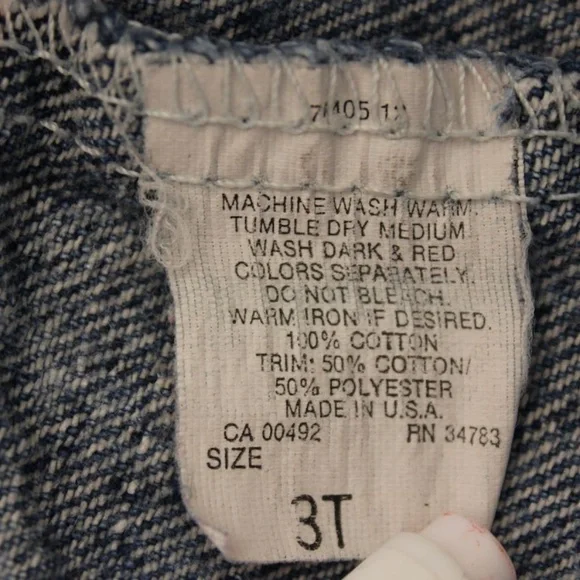 MACHINE WASH WARM.
TUMBLE DRY MEDIUM
WASH DARK & RED
COLORS SEPARATELY.
DO NOT BLEACH.
WARM IRON IF DESIRED.
100% COTTON
TRIM: 50% COTTON/
50% POLYESTER
MADE IN U.S.A.
CA 00492 RN 34783
SIZE
3T